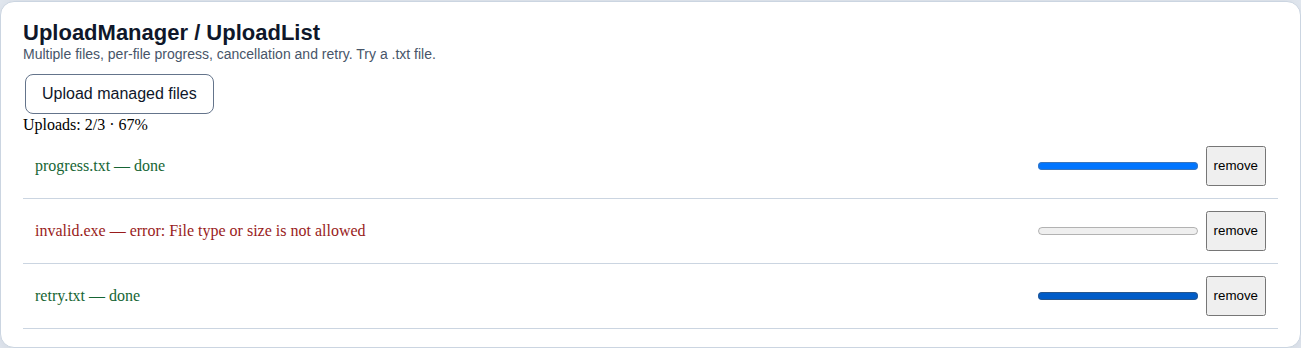 UploadManager / UploadList
Multiple files, per-file progress, cancellation and retry. Try a .txt file.
Upload managed files
Uploads: 2/3 · 67%
progress.txt — done
remove
invalid.exe — error: File type or size is not allowed
remove
retry.txt — done
remove